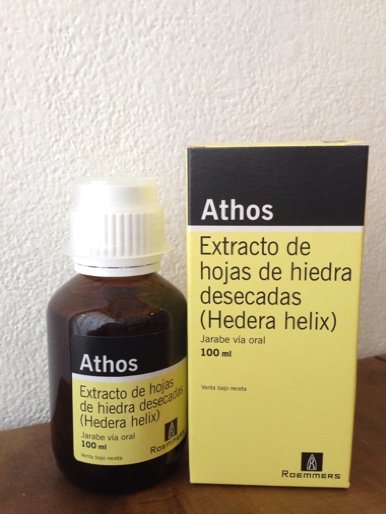 Athos
Extracto de hojas
de hiedra desecadas
(Hedera helix)
Jarabe vía oral
100 ml
Venta bajo receta
Athos
Extracto de
hojas de hiedra
desecadas
(Hedera helix)
Jarabe vía oral
100 ml
Venta bajo receta
ROEMMERS